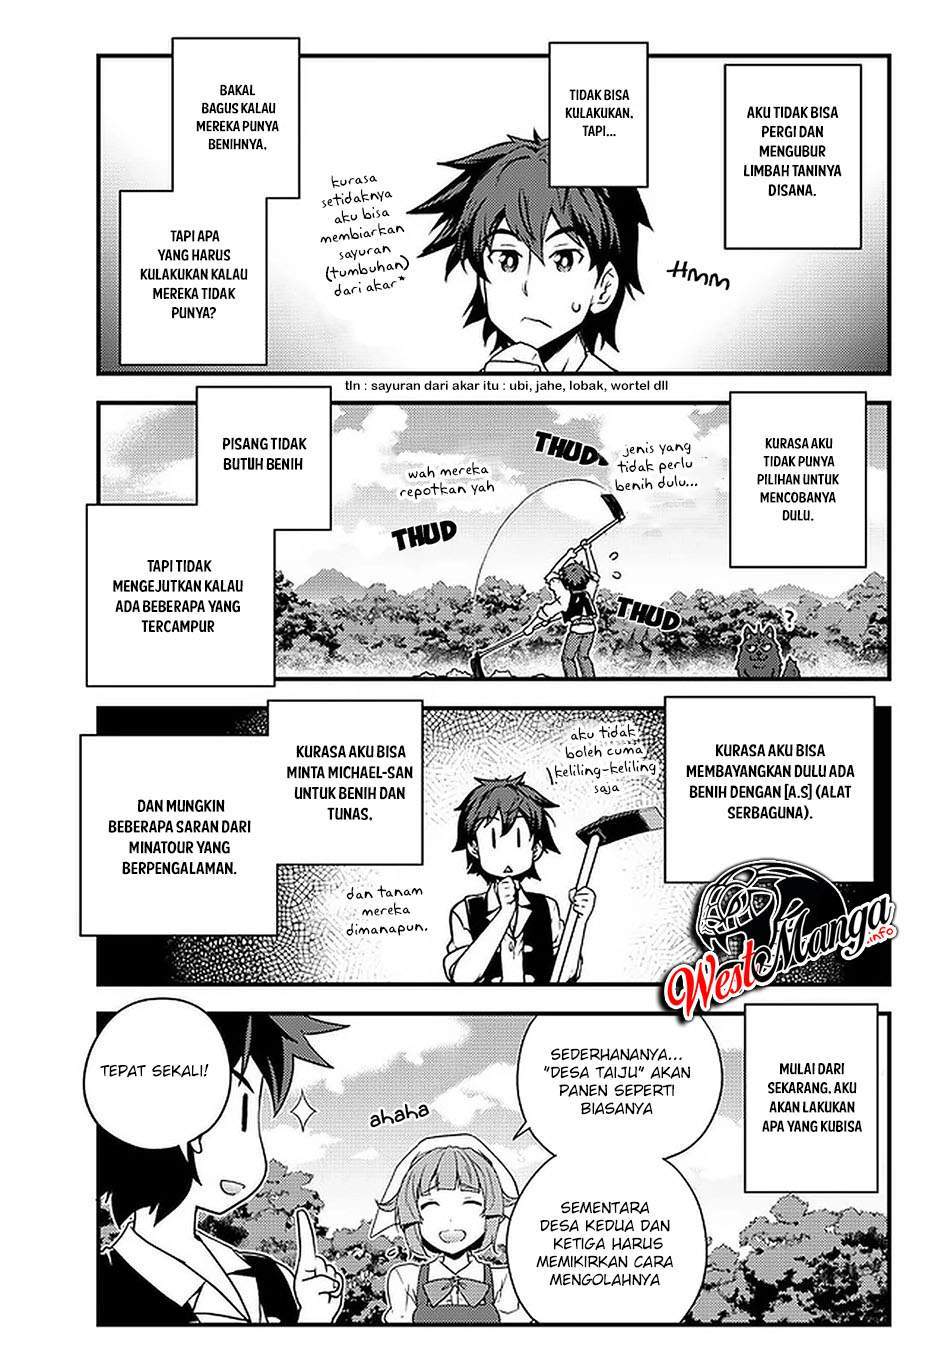 AKU TIDAK BISA
PERGI DAN
MENGUBUR
LIMBAH TANINYA
DISANA.
TIDAK BISA
KULAKUKAN,
TAPI...
HMM
BAKAL
BAGUS KALAU
MEREKA PUNYA
BENIHNYA,
kurasa
setidaknya
aku bisa
membiarkan
sayuran
(tumbuhan)
dari akar*
TAPI APA
YANG HARUS
KULAKUKAN KALAU
MEREKA TIDAK
PUNYA?
tln : sayuran dari akar itu : ubi, jahe, lobak, wortel dll
KURASA AKU
TIDAK PUNYA
PILIHAN UNTUK
MENCOBANYA
DULU.
jenis yang
tidak perlu
benih dulu...
THUD
wah mereka
repotkan yah
THUD
THUD
?
PISANG TIDAK
BUTUH BENIH
TAPI TIDAK
MENGEJUTKAN KALAU
ADA BEBERAPA YANG
TERCAMPUR
KURASA AKU BISA
MEMBAYANGKAN DULU ADA
BENIH DENGAN [A.S] (ALAT
SERBAGUNA).
aku tidak
boleh cuma
keliling-keliling
saja
KURASA AKU BISA
MINTA MICHAEL-SAN
UNTUK BENIH DAN
TUNAS,
dan tanam
mereka
dimanapun.
DAN MUNGKIN
BEBERAPA SARAN DARI
MINATOUR YANG
BERPENGALAMAN.
WestManga
.info
MULAI DARI
SEKARANG, AKU
AKAN LAKUKAN
APA YANG KUBISA
SEDERHANANYA...
"DESA TAIJU" AKAN
PANEN SEPERTI
BIASANYA
SEMENTARA
DESA KEDUA DAN
KETIGA HARUS
MEMIKIRKAN CARA
MENGOLAHNYA
ahaha
TEPAT SEKALI!